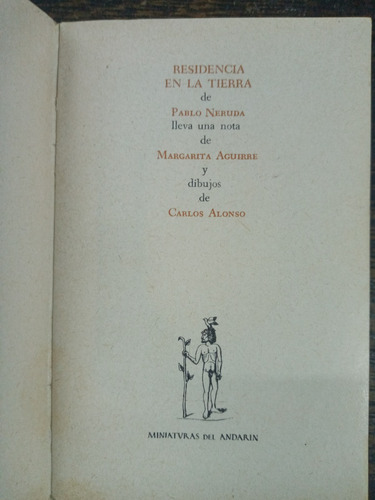 RESIDENCIA
EN LA TIERRA
de
PABLO NERUDA
lleva una nota
de
MARGARITA AGUIRRE
y
dibujos
de
CARLOS ALONSO
MINIATURAS DEL ANDARIN